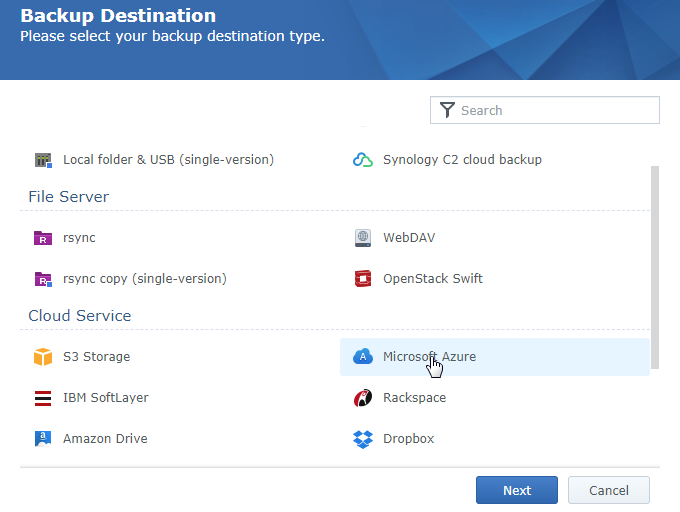 Backup Destination
Please select your backup destination type.
Search
Local folder & USB (single-version)
Synology C2 cloud backup
File Server
rsync
WebDAV
rsync copy (single-version)
OpenStack Swift
Cloud Service
S3 Storage
Microsoft Azure
IBM SoftLayer
Rackspace
Amazon Drive
Dropbox
Next
Cancel